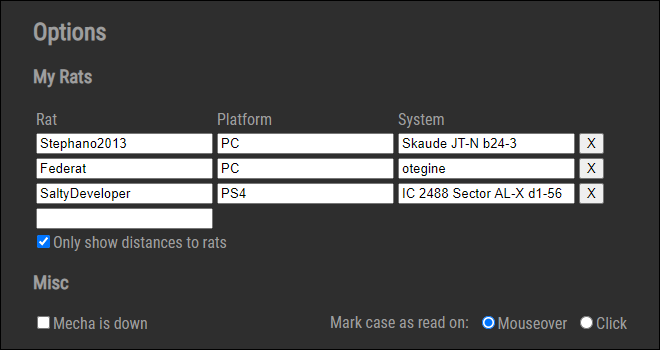 Options
My Rats
Rat Platform System
Stephano2013 PC Skaude JT-N b24-3 X
Federat PC otegine X
SaltyDeveloper PS4 IC 2488 Sector AL-X d1-56 X
Only show distances to rats
Misc
Mecha is down Mark case as read on: Mouseover Click